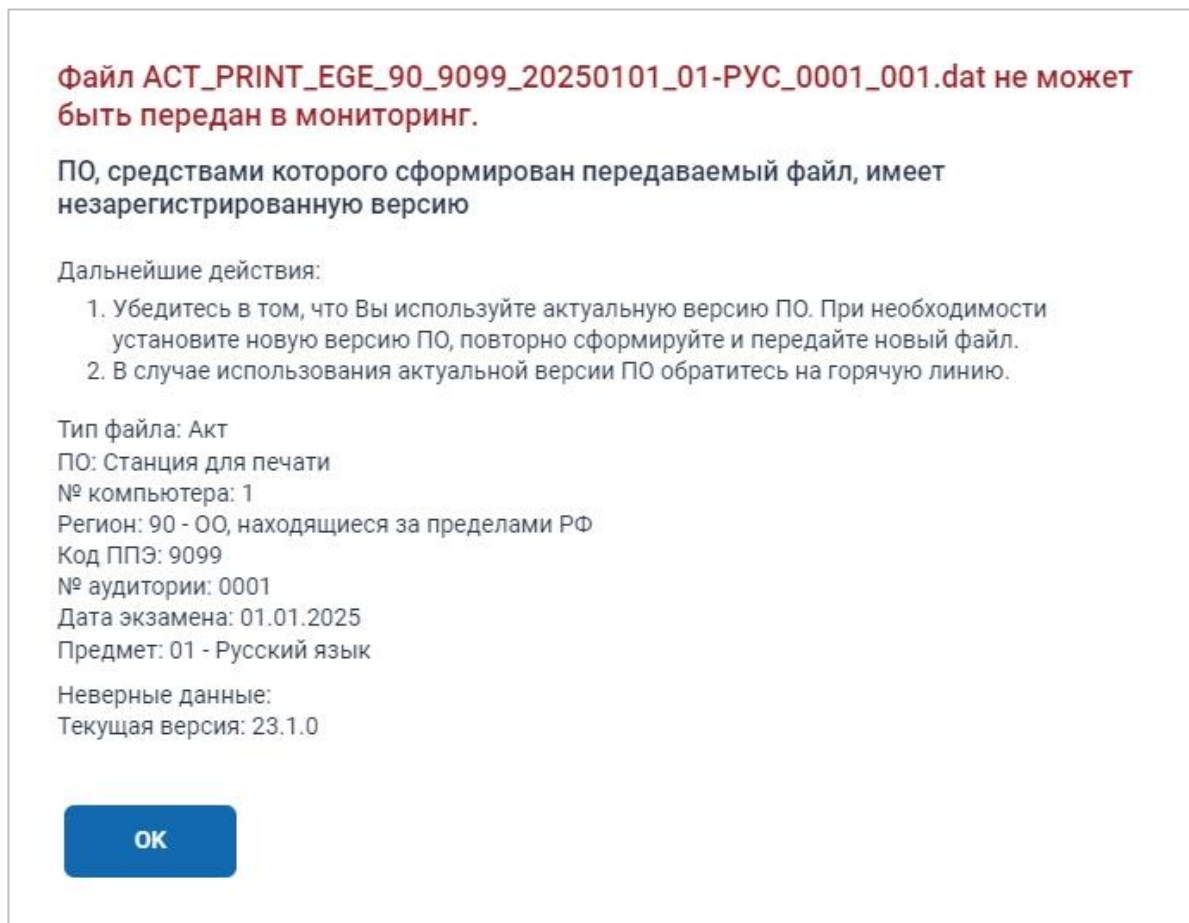 Файл ACT_PRINT_EGE_90_9099_20250101_01-РУС_0001_001.dat не может
быть передан в мониторинг.
ПО, средствами которого сформирован передаваемый файл, имеет
незарегистрированную версию
Дальнейшие действия:
1. Убедитесь в том, что Вы используйте актуальную версию ПО. При необходимости
установите новую версию ПО, повторно сформируйте и передайте новый файл.
2. В случае использования актуальной версии ПО обратитесь на горячую линию.
Тип файла: Акт
ПО: Станция для печати
№ компьютера: 1
Регион: 90 - ОО, находящиеся за пределами РФ
Код ППЭ: 9099
№ аудитории: 0001
Дата экзамена: 01.01.2025
Предмет: 01 - Русский язык
Неверные данные:
Текущая версия: 23.1.0
ОК